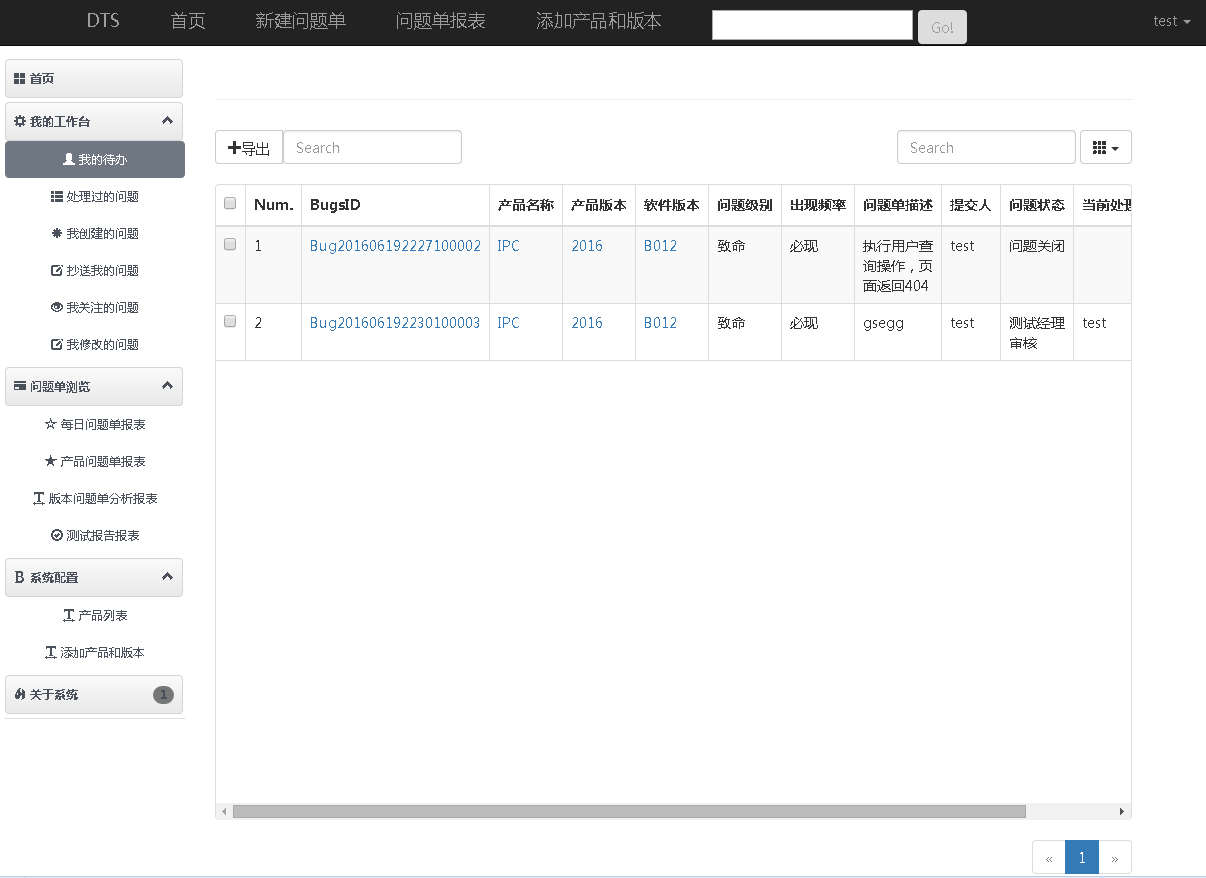 DTS 首页 新建问题单 问题单报表 添加产品和版本 Go! test
首页
我的工作台
我的待办
处理过的问题
我创建的问题
抄送我的问题
我关注的问题
我修改的问题
问题单浏览
每日问题单报表
产品问题单报表
版本问题单分析报表
测试报告报表
系统配置
产品列表
添加产品和版本
关于系统 1
导出 Search Search
Num. BugsID 产品名称 产品版本 软件版本 问题级别 出现频率 问题单描述 提交人 问题状态 当前处理
1 Bug201606192227100002 IPC 2016 B012 致命 必现 执行用户查 test 问题关闭
询操作，页
面返回404
2 Bug201606192230100003 IPC 2016 B012 致命 必现 gsegg test 测试经理 test
审核
« 1 »